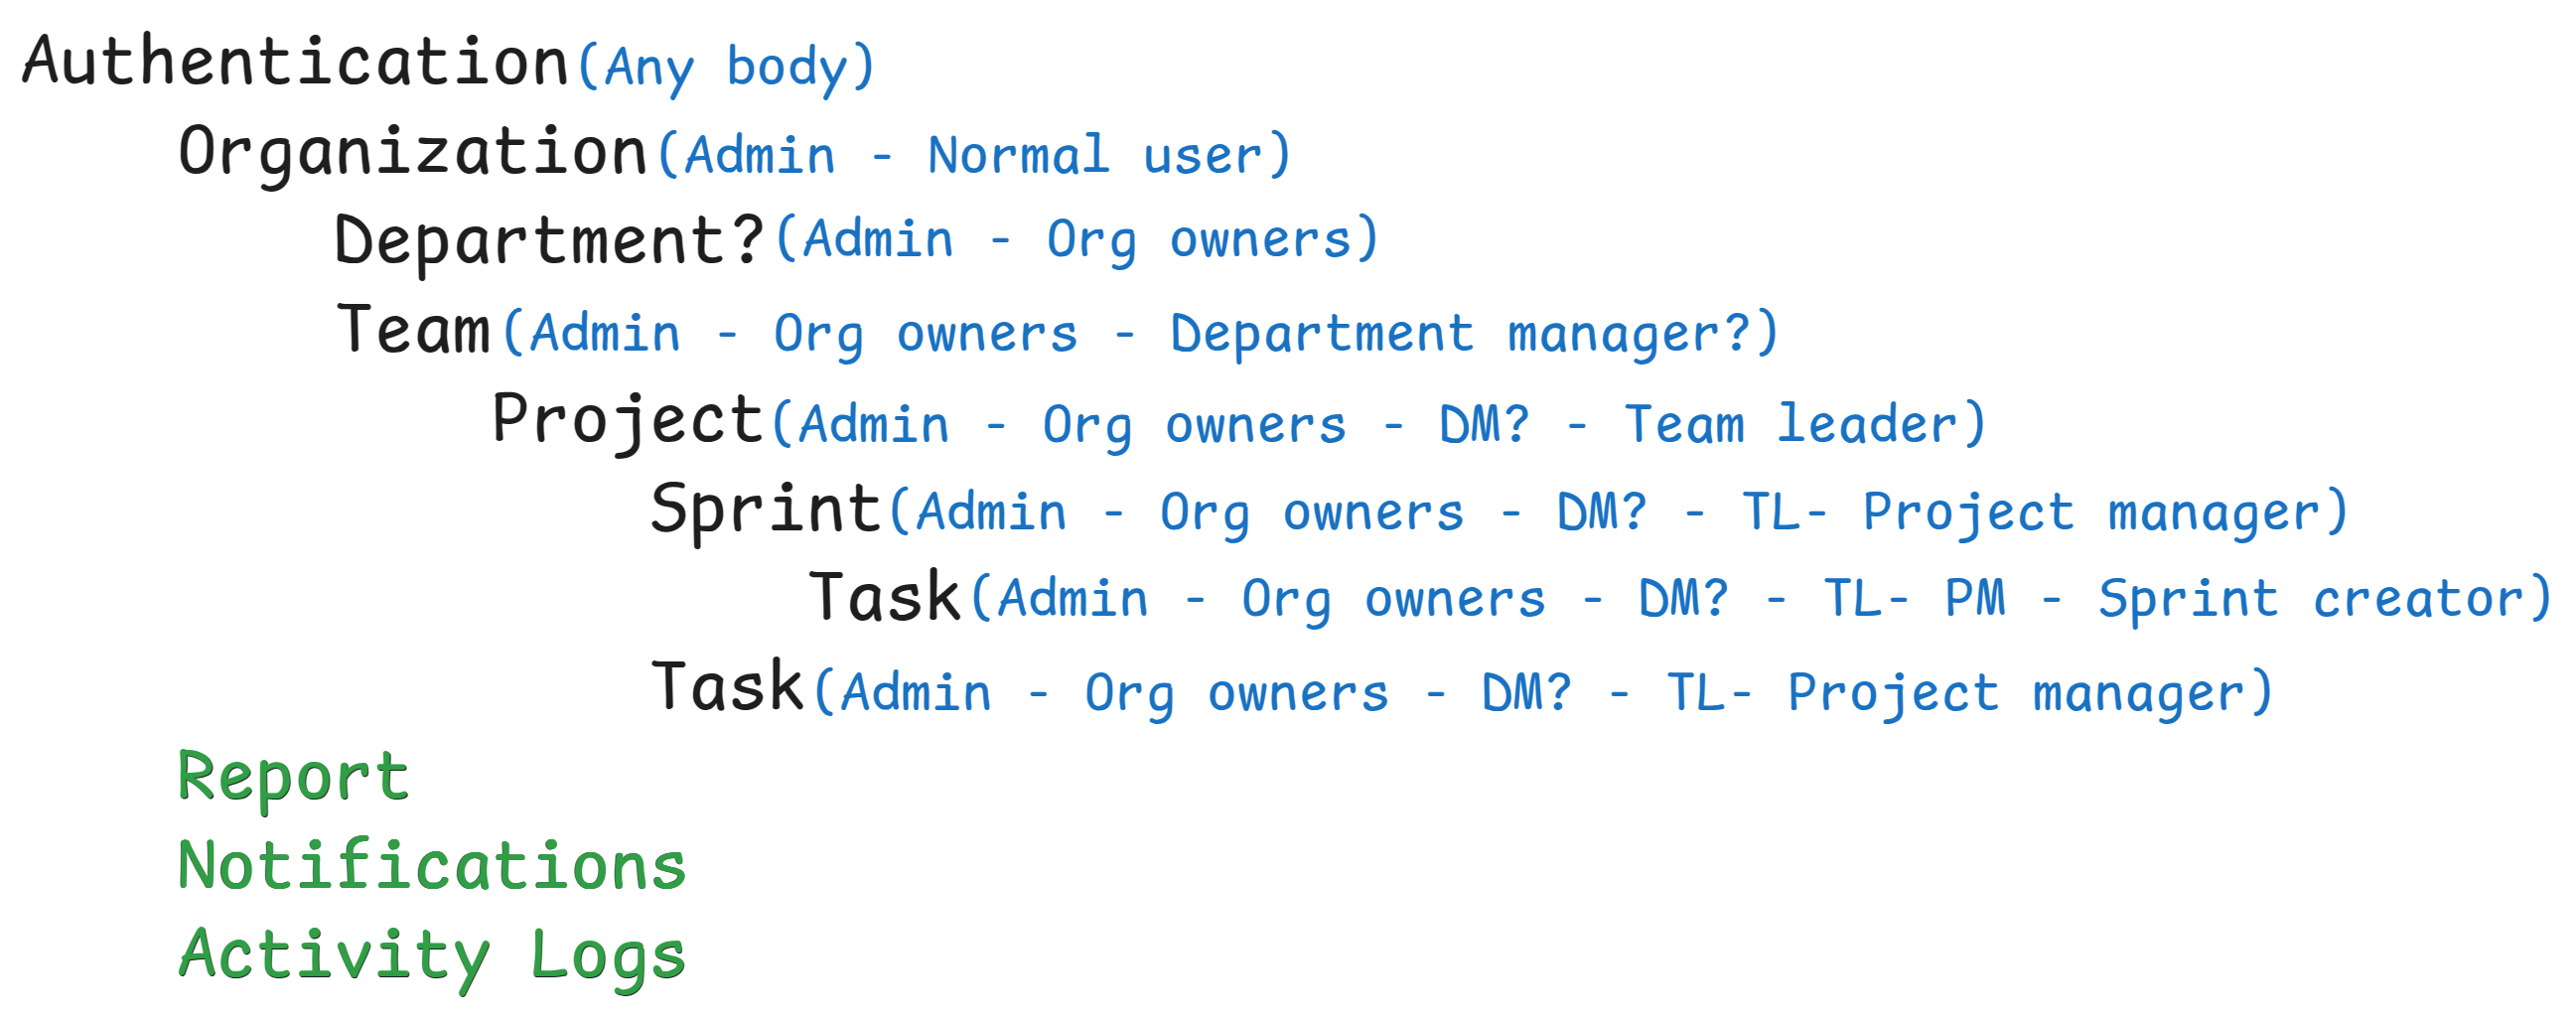 Authentication(Any body)
Organization(Admin - Normal user)
Department?(Admin - Org owners)
Team(Admin - Org owners - Department manager?)
Project(Admin - Org owners - DM? - Team leader)
Sprint(Admin - Org owners - DM? - TL- Project manager)
Task(Admin - Org owners - DM? - TL- PM - Sprint creator)
Task(Admin - Org owners - DM? - TL- Project manager)
Report
Notifications
Activity Logs